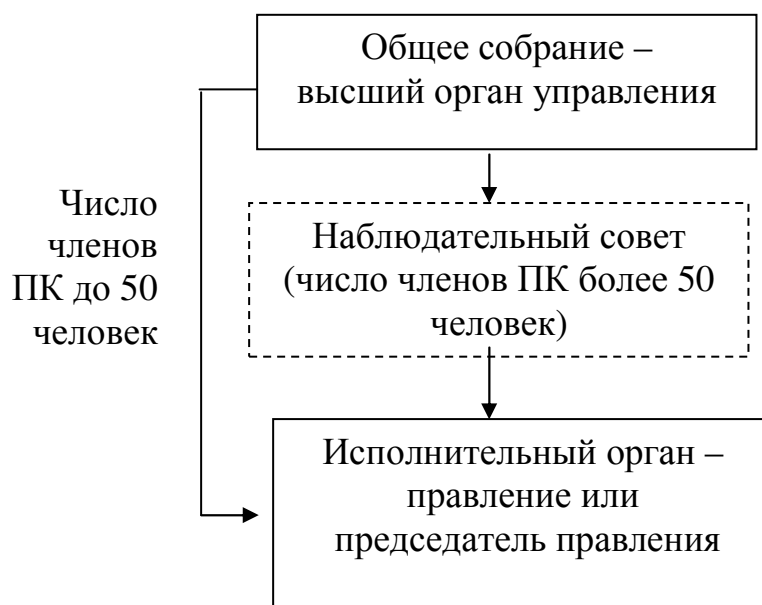 Общее собрание –
высший орган управления
Число
членов
ПК до 50
человек
Наблюдательный совет
(число членов ПК более 50
человек)
Исполнительный орган –
правление или
председатель правления